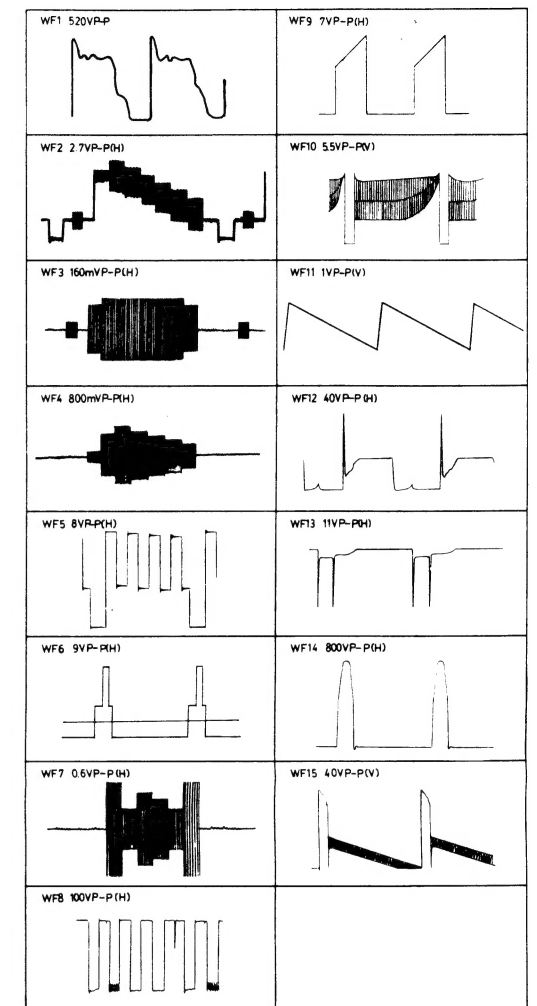 WF1 520VP-P
WF9 7VP-P(H)
WF2 2.7VP-P(H)
WF10 5.5VP-P(V)
WF3 160mVP-P(H)
WF11 1VP-P(V)
WF4 800mVP-P(H)
WF12 40VP-P(H)
WF5 8VP-P(H)
WF13 11VP-P(H)
WF6 9VP-P(H)
WF14 800VP-P(H)
WF7 0.6VP-P(H)
WF15 40VP-P(V)
WF8 100VP-P(H)